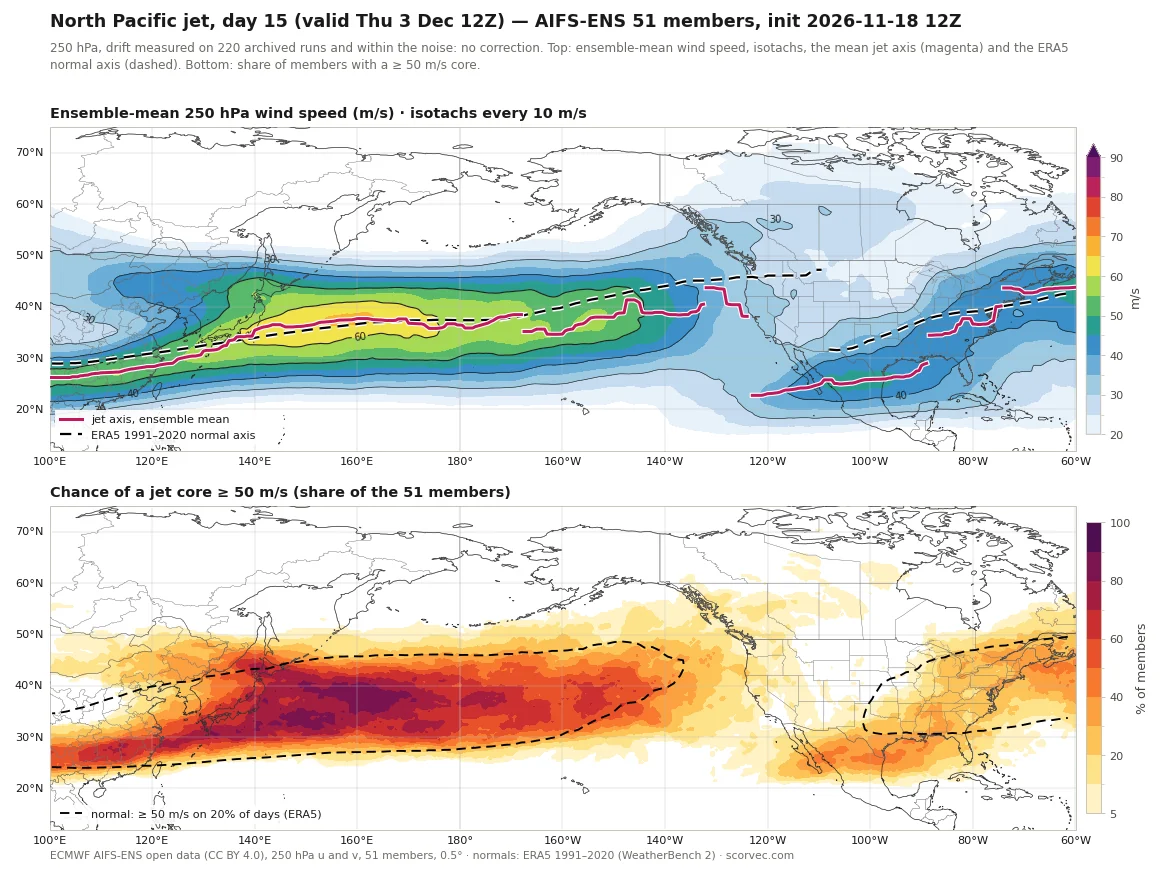 North Pacific jet, day 15 (valid Thu 3 Dec 12Z) — AIFS-ENS 51 members, init 2026-11-18 12Z
250 hPa, drift measured on 220 archived runs and within the noise: no correction. Top: ensemble-mean wind speed, isotachs, the mean jet axis (magenta) and the ERA5
normal axis (dashed). Bottom: share of members with a ≥ 50 m/s core.
Ensemble-mean 250 hPa wind speed (m/s) · isotachs every 10 m/s
70°N
60°N
50°N
40°N
30°N
20°N
30
30
30
60
40
40
jet axis, ensemble mean
ERA5 1991–2020 normal axis
100°E 120°E 140°E 160°E 180° 160°W 140°W 120°W 100°W 80°W 60°W
90
80
70
60
50
40
30
20
m/s
Chance of a jet core ≥ 50 m/s (share of the 51 members)
70°N
60°N
50°N
40°N
30°N
20°N
normal: ≥ 50 m/s on 20% of days (ERA5)
100°E 120°E 140°E 160°E 180° 160°W 140°W 120°W 100°W 80°W 60°W
100
80
60
40
20
5
% of members
ECMWF AIFS-ENS open data (CC BY 4.0), 250 hPa u and v, 51 members, 0.5° · normals: ERA5 1991–2020 (WeatherBench 2) · scorvec.com